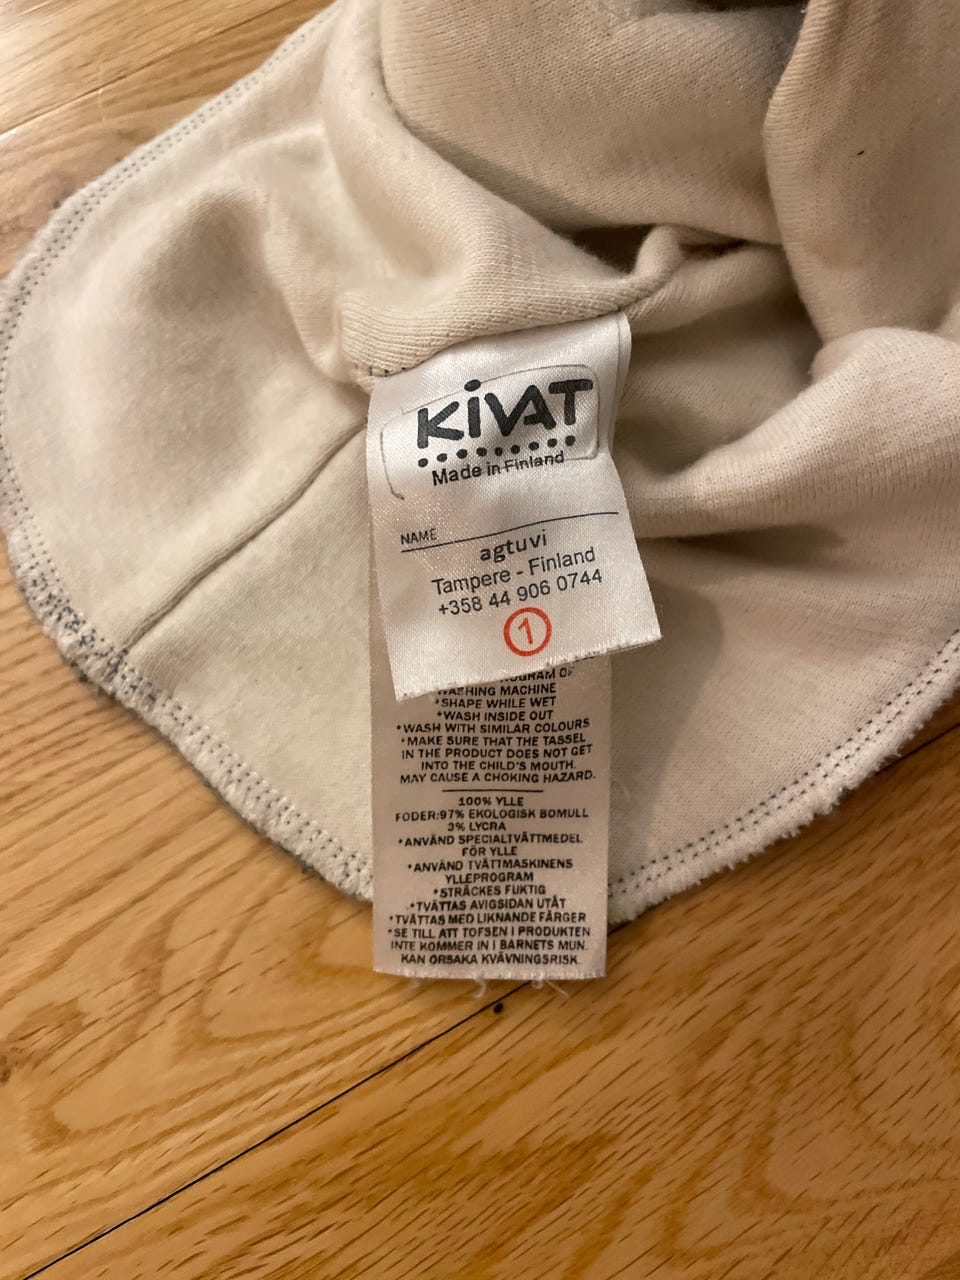 KiVAT
Made in Finland
NAME
agtuvi
Tampere - Finland
+358 44 906 0744
1
WASHING MACHINE
*SHAPE WHILE WET
*WASH INSIDE OUT
*WASH WITH SIMILAR COLOURS
*MAKE SURE THAT THE TASSEL
IN THE PRODUCT DOES NOT GET
INTO THE CHILD'S MOUTH.
MAY CAUSE A CHOKING HAZARD.
100% YLLE
FODER:97% EKOLOGISK BOMULL
3% LYCRA
*ANVÄND SPECIALTVÄTTMEDEL
FÖR YLLE
*ANVÄND TVÄTTMASKINENS
YLLEPROGRAM
*STRÄCKES FUKTIG
*TVÄTTAS AVIGSIDAN UTÅT
*TVÄTTAS MED LIKNANDE FÄRGER
*SE TILL ATT TOFSEN I PRODUKTEN
INTE KOMMER IN I BARNETS MUN.
KAN ORSAKA KVÄVNINGSRISK.